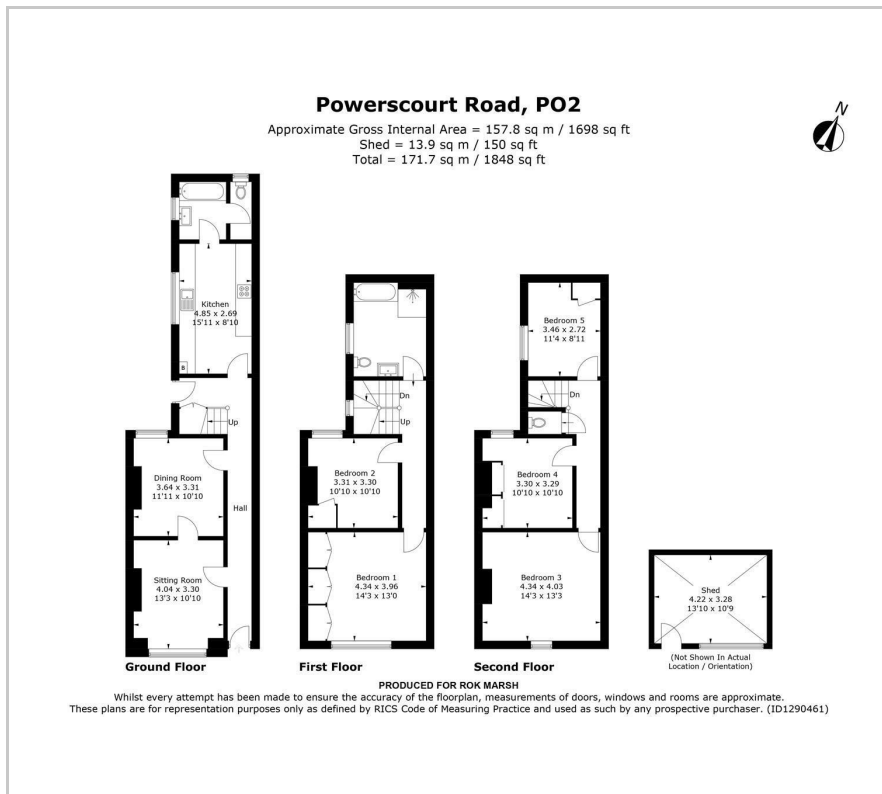 Powerscourt Road, PO2
Approximate Gross Internal Area = 157.8 sq m / 1698 sq ft
Shed = 13.9 sq m / 150 sq ft
Total = 171.7 sq m / 1848 sq ft
N
Kitchen
4.85 x 2.69
15'11 x 8'10
B
Up
Dining Room
3.64 x 3.31
11'11 x 10'10
Hall
Sitting Room
4.04 x 3.30
13'3 x 10'10
Ground Floor
Dn
Up
Bedroom 2
3.31 x 3.30
10'10 x 10'10
Bedroom 1
4.34 x 3.96
14'3 x 13'0
First Floor
Bedroom 5
3.46 x 2.72
11'4 x 8'11
Dn
Bedroom 4
3.30 x 3.29
10'10 x 10'10
Bedroom 3
4.34 x 4.03
14'3 x 13'3
Second Floor
Shed
4.22 x 3.28
13'10 x 10'9
(Not Shown In Actual
Location / Orientation)
PRODUCED FOR ROK MARSH
Whilst every attempt has been made to ensure the accuracy of the floorplan, measurements of doors, windows and rooms are approximate.
These plans are for representation purposes only as defined by RICS Code of Measuring Practice and used as such by any prospective purchaser. (ID1290461)